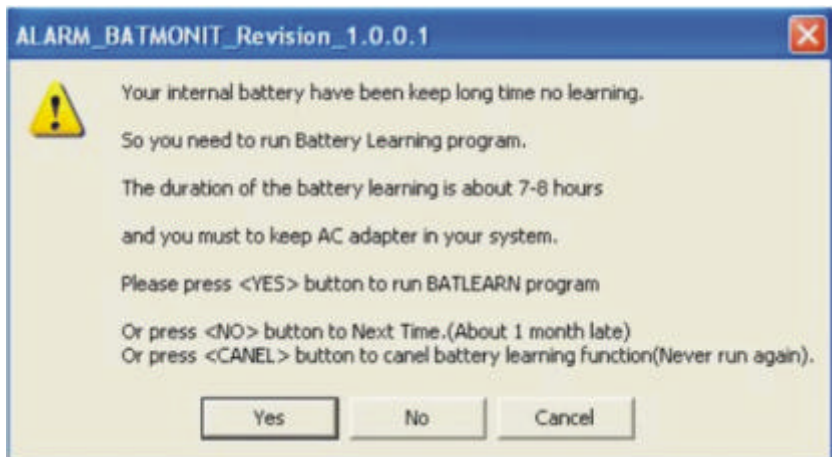 ALARM_BATMONIT_Revision_1.0.0.1
Your internal battery have been keep long time no learning.
So you need to run Battery Learning program.
The duration of the battery learning is about 7-8 hours
and you must to keep AC adapter in your system.
Please press <YES> button to run BATLEARN program
Or press <NO> button to Next Time.(About 1 month late)
Or press <CANEL> button to canel battery learning function(Never run again).
Yes No Cancel